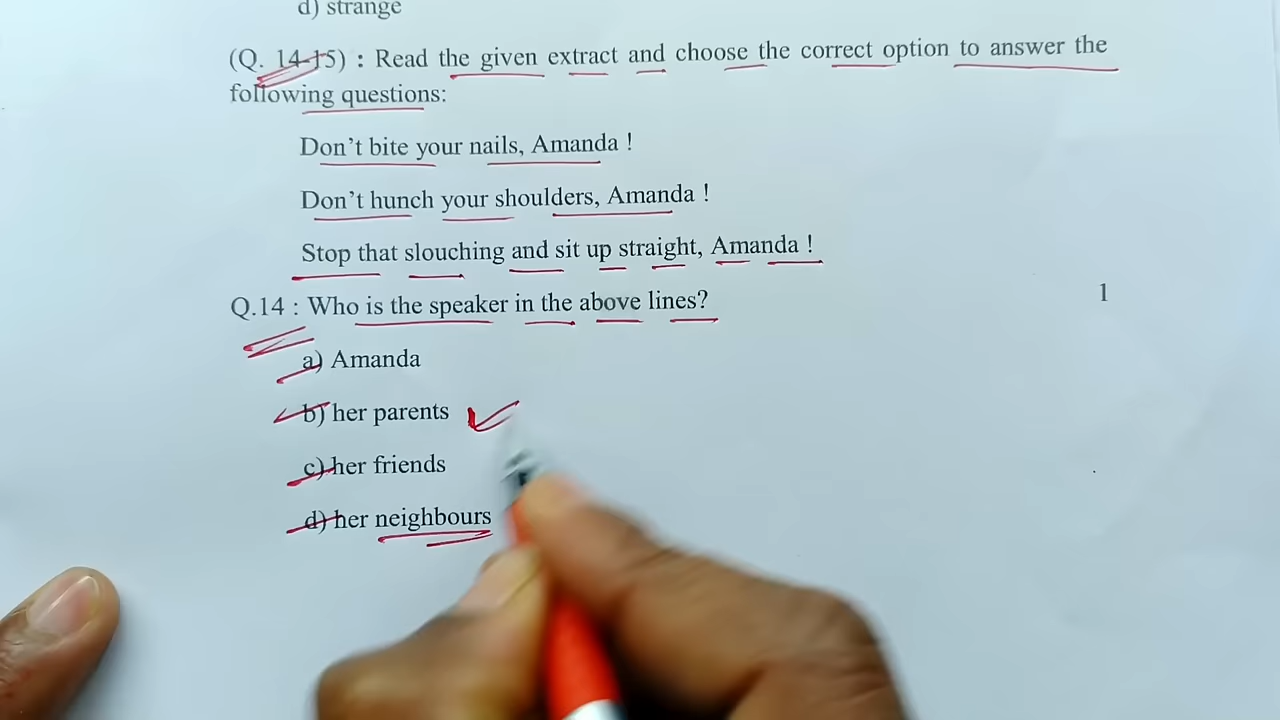 d) strange
(Q. 14-15) : Read the given extract and choose the correct option to answer the
following questions:
Don't bite your nails, Amanda !
Don't hunch your shoulders, Amanda !
Stop that slouching and sit up straight, Amanda !
Q.14 : Who is the speaker in the above lines? 1
a) Amanda
b) her parents
c) her friends
d) her neighbours